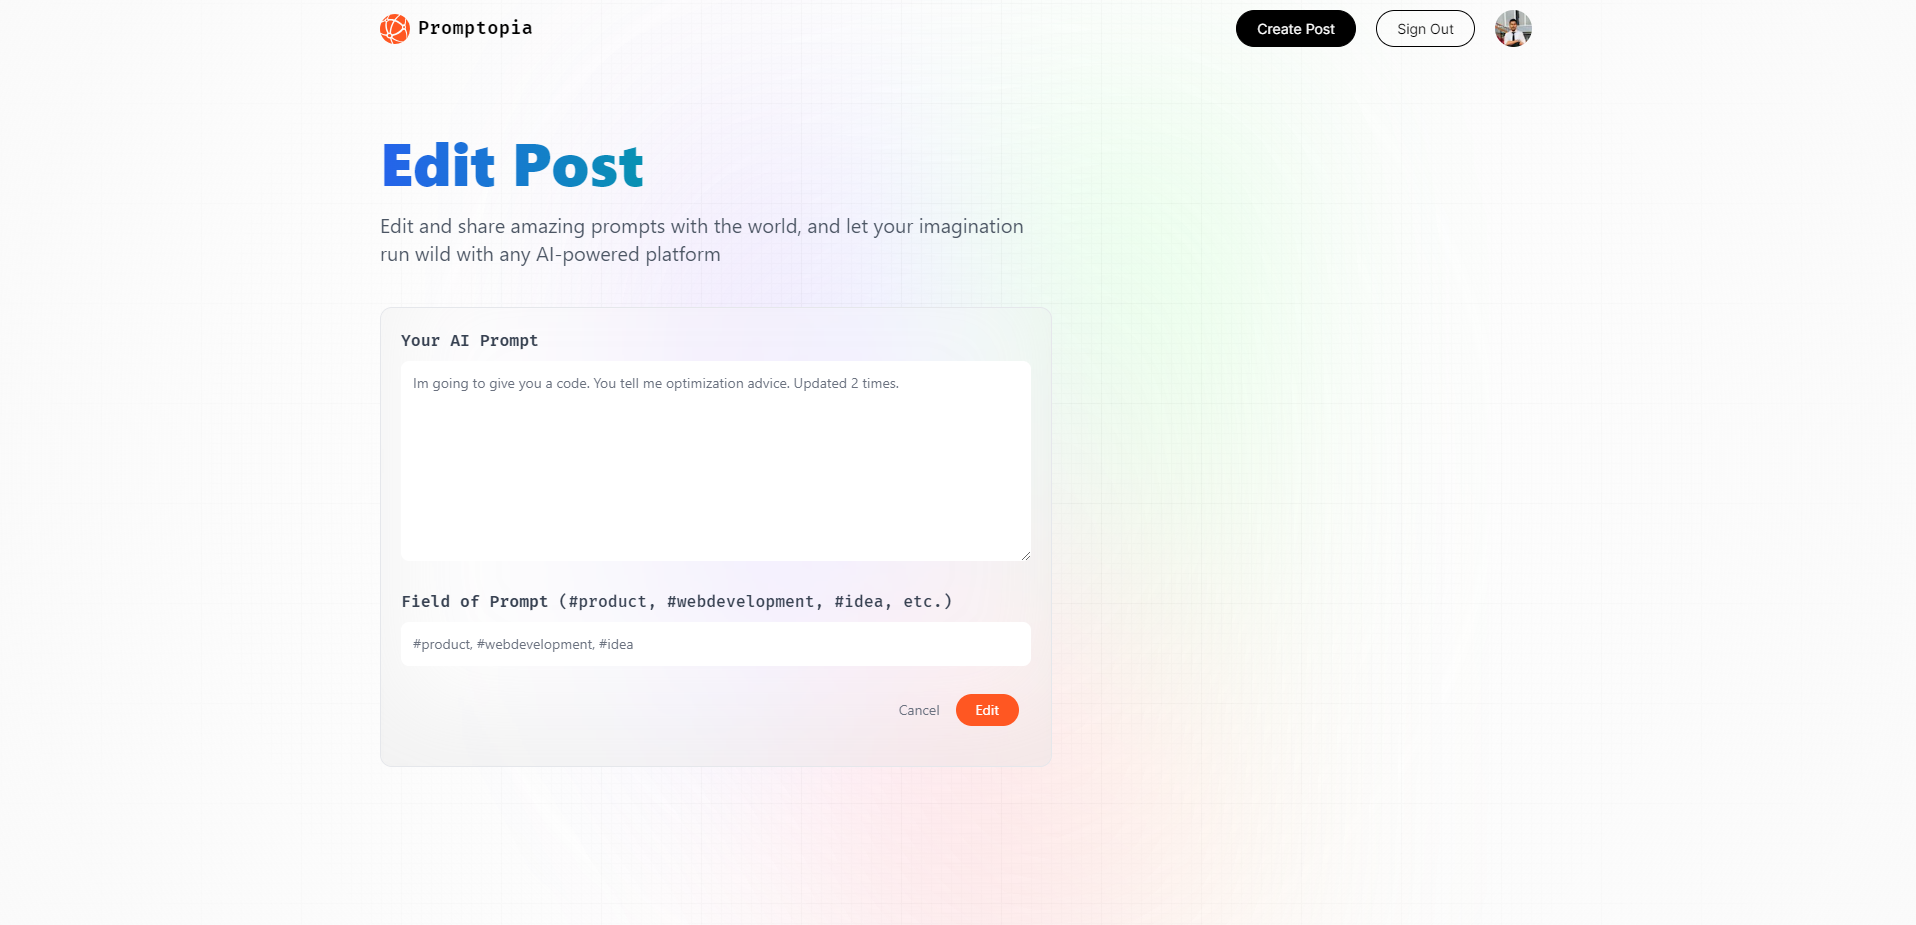 Promptopia
Create Post
Sign Out
Edit Post
Edit and share amazing prompts with the world, and let your imagination
run wild with any AI-powered platform
Your AI Prompt
Im going to give you a code. You tell me optimization advice. Updated 2 times.
Field of Prompt (#product, #webdevelopment, #idea, etc.)
#product, #webdevelopment, #idea
Cancel
Edit